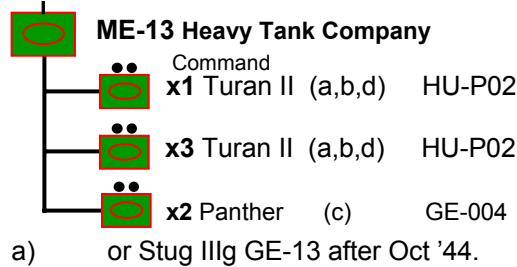 ME-13 Heavy Tank Company
Command
x1 Turan II (a,b,d) HU-P02
x3 Turan II (a,b,d) HU-P02
x2 Panther (c) GE-004
a) or Stug IIIg GE-13 after Oct ’44.